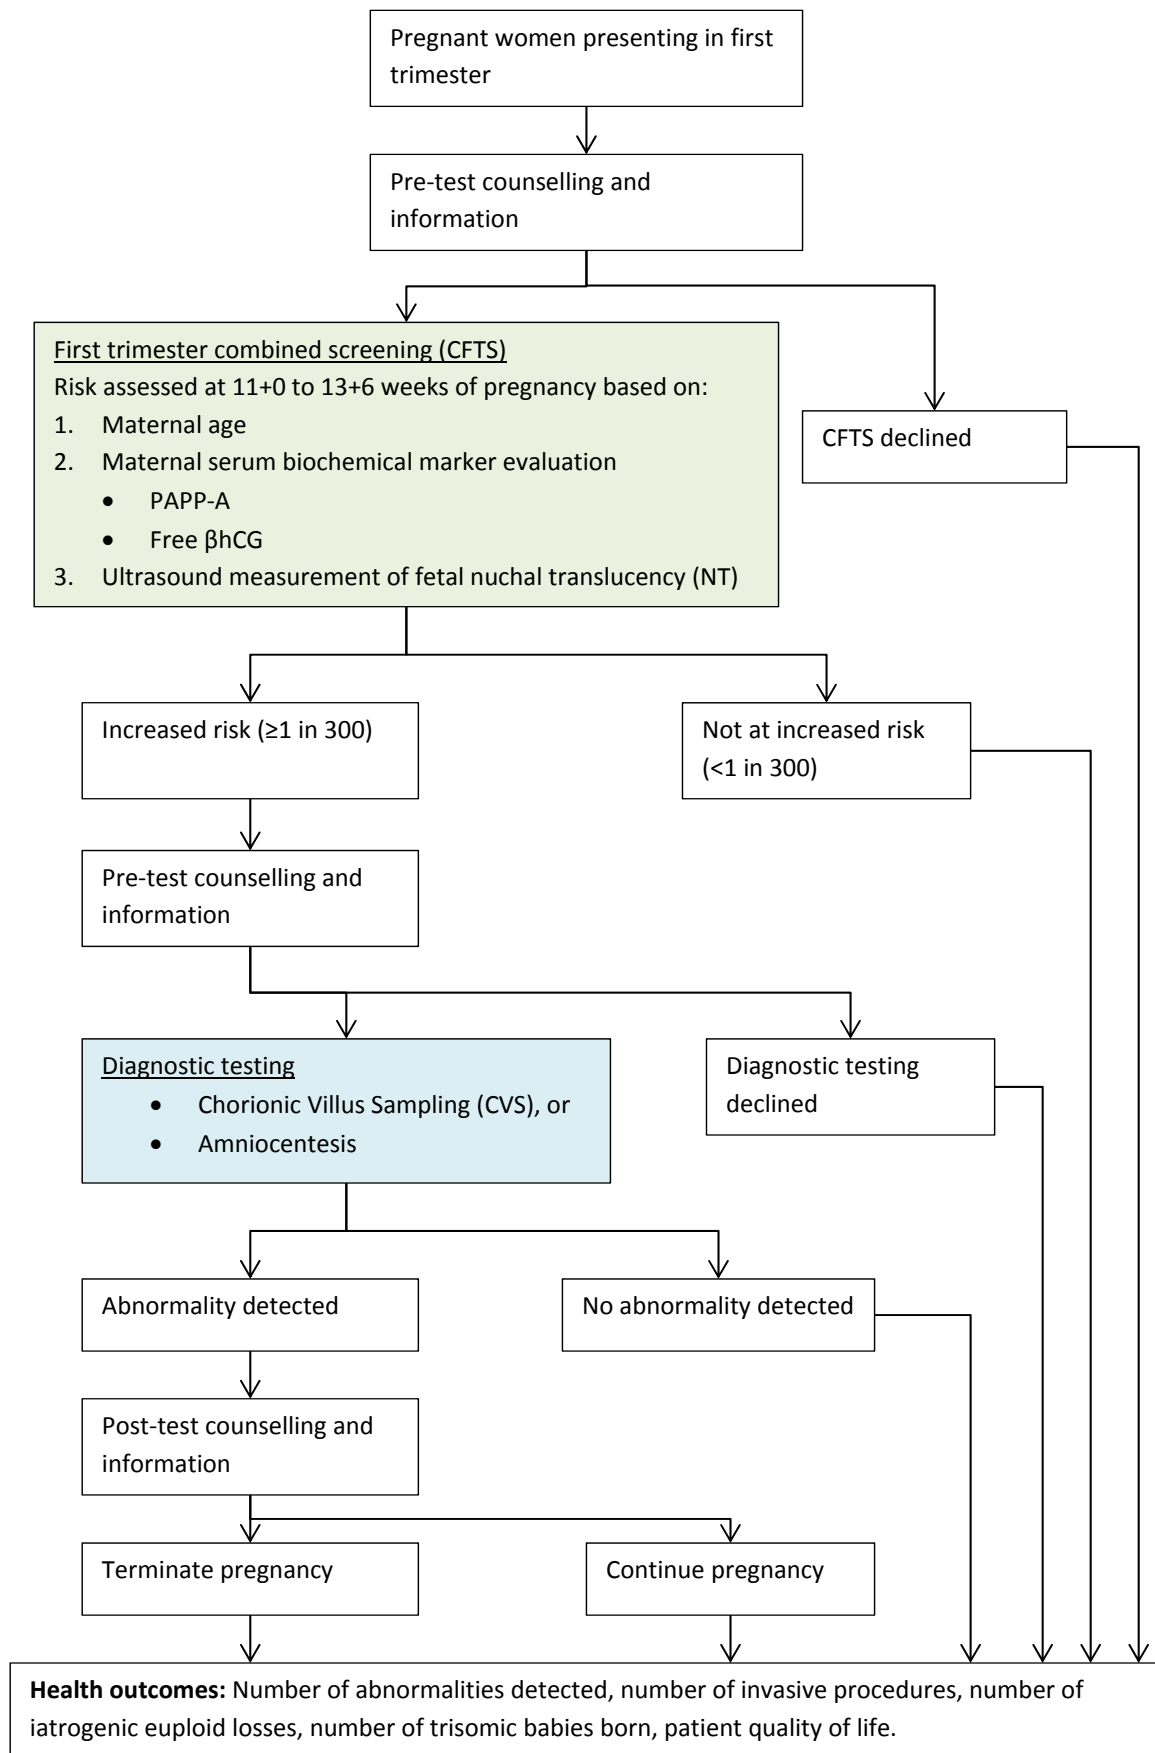 Pregnant women presenting in first
trimester
Pre-test counselling and
information
First trimester combined screening (CFTS)
Risk assessed at 11+0 to 13+6 weeks of pregnancy based on:
1. Maternal age
2. Maternal serum biochemical marker evaluation
• PAPP-A
• Free βhCG
3. Ultrasound measurement of fetal nuchal translucency (NT)
CFTS declined
Increased risk (≥1 in 300)
Not at increased risk
(<1 in 300)
Pre-test counselling and
information
Diagnostic testing
• Chorionic Villus Sampling (CVS), or
• Amniocentesis
Diagnostic testing
declined
Abnormality detected
No abnormality detected
Post-test counselling and
information
Terminate pregnancy
Continue pregnancy
Health outcomes: Number of abnormalities detected, number of invasive procedures, number of
iatrogenic euploid losses, number of trisomic babies born, patient quality of life.